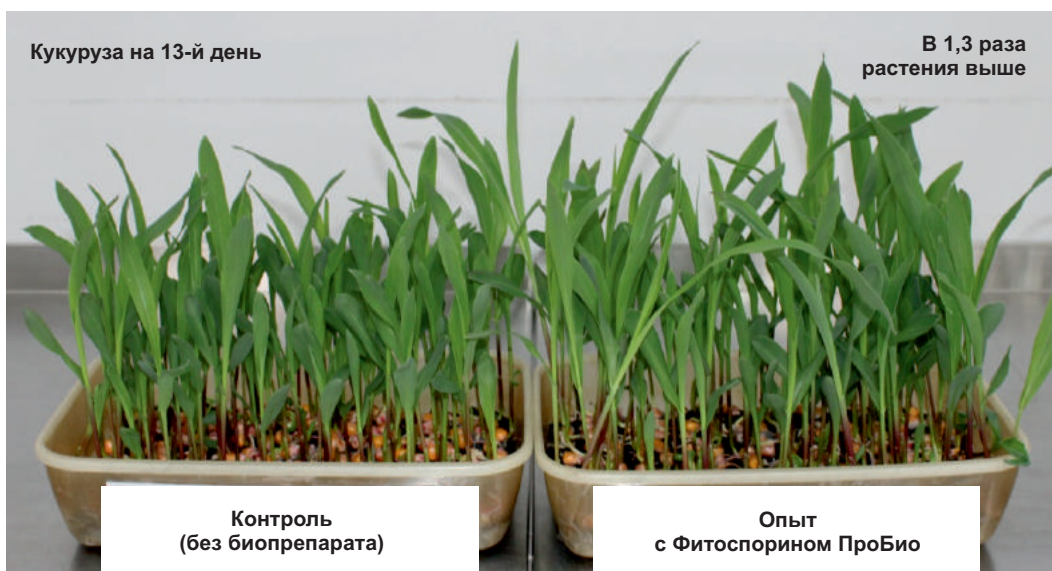 Кукуруза на 13-й день
В 1,3 раза
растения выше
Контроль
(без биопрепарата)
Опыт
с Фитоспорином ПроБио